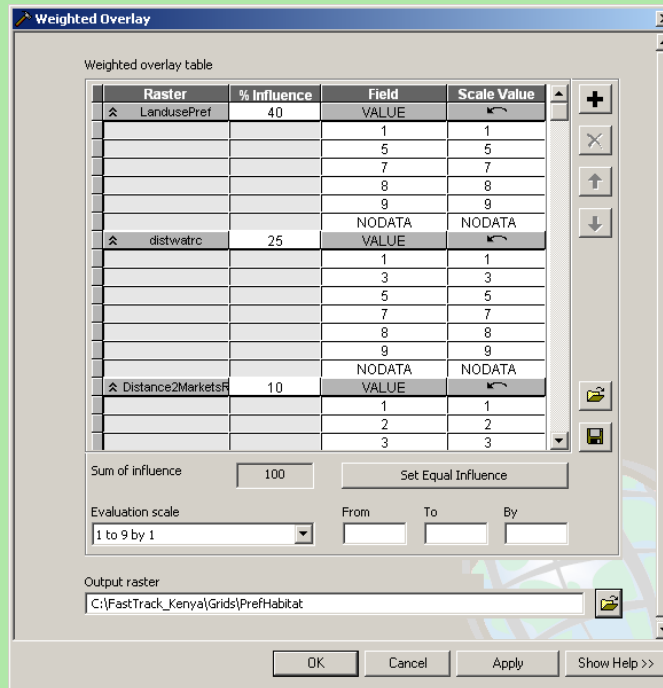 Weighted Overlay
Weighted overlay table
Raster % Influence Field Scale Value
LandusePref 40 VALUE
1 1
5 5
7 7
8 8
9 9
NODATA NODATA
distwatrc 25 VALUE
1 1
3 3
5 5
7 7
8 8
9 9
NODATA NODATA
Distance2MarketsR 10 VALUE
1 1
2 2
3 3
Sum of influence 100 Set Equal Influence
Evaluation scale From To By
1 to 9 by 1
Output raster
C:\FastTrack_Kenya\Grids\PrefHabitat
OK Cancel Apply Show Help >>